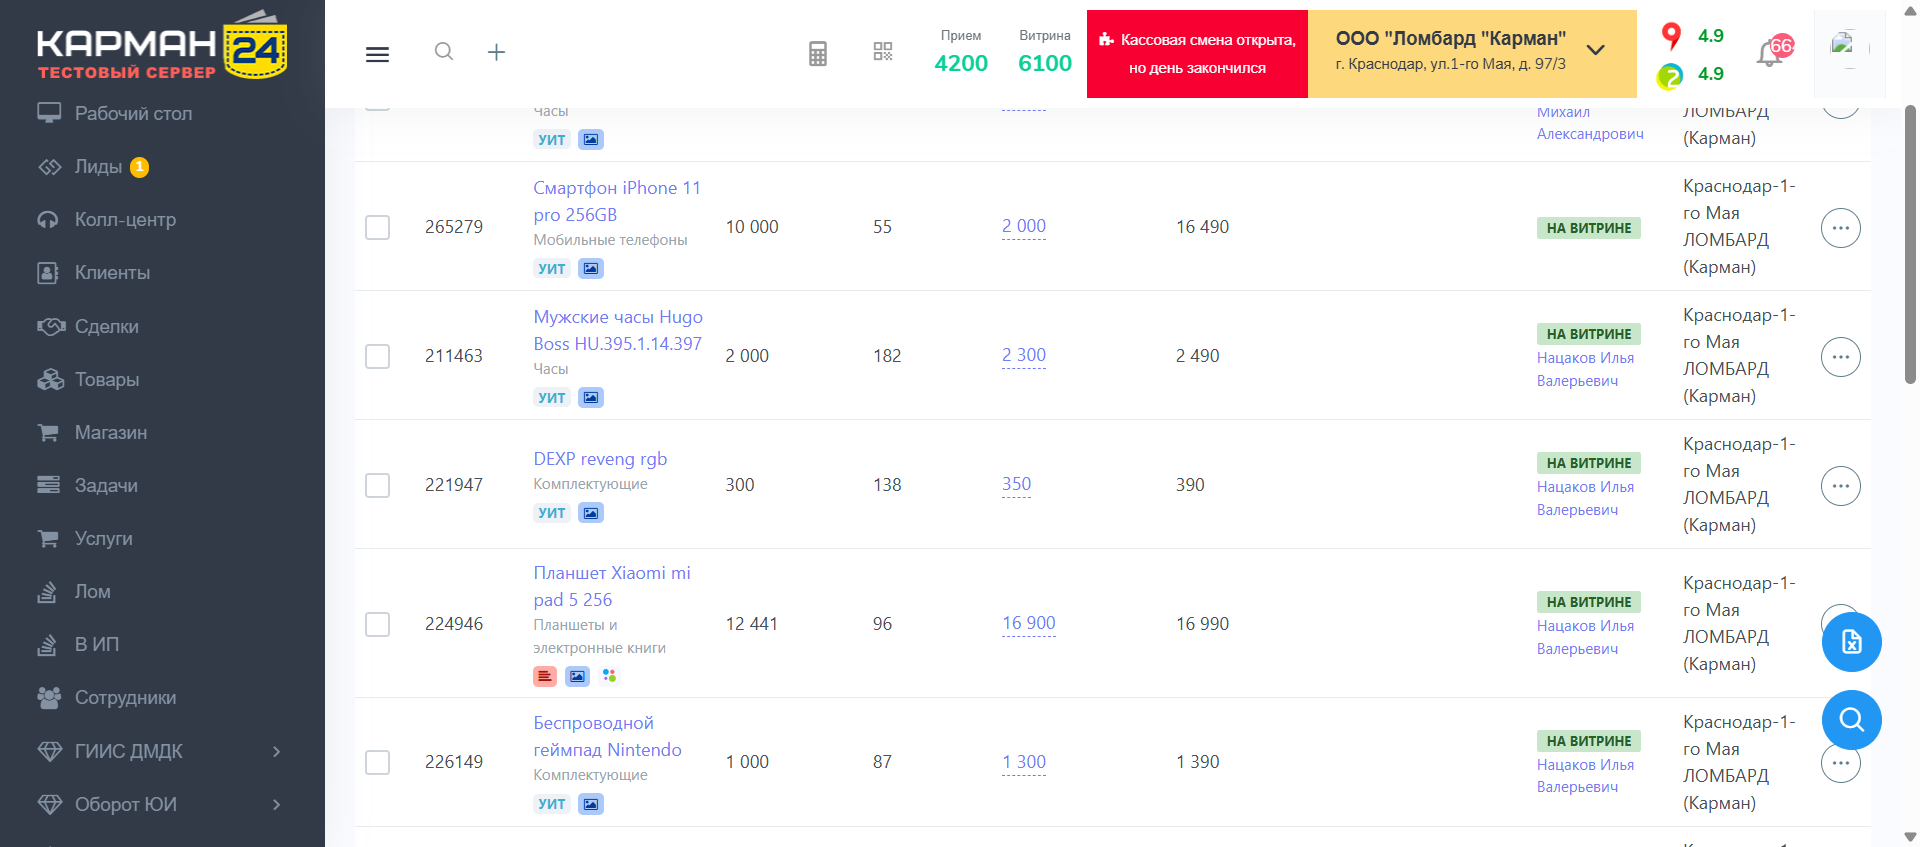 КАРМАН 24
ТЕСТОВЫЙ СЕРВЕР
Рабочий стол
Лиды 1
Колл-центр
Клиенты
Сделки
Товары
Магазин
Задачи
Услуги
Лом
В ИП
Сотрудники
ГИИС ДМДК
Оборот ЮИ
Прием
4200
Витрина
6100
Кассовая смена открыта,
но день закончился
ООО "Ломбард "Карман"
г. Краснодар, ул.1-го Мая, д. 97/3
4.9
2
4.9
66
Часы
УИТ
Михаил
Александрович
ЛОМБАРД
(Карман)
265279
Смартфон iPhone 11
pro 256GB
Мобильные телефоны
УИТ
10 000
55
2 000
16 490
НА ВИТРИНЕ
Краснодар-1-
го Мая
ЛОМБАРД
(Карман)
211463
Мужские часы Hugo
Boss HU.395.1.14.397
Часы
УИТ
2 000
182
2 300
2 490
НА ВИТРИНЕ
Нацаков Илья
Валерьевич
Краснодар-1-
го Мая
ЛОМБАРД
(Карман)
221947
DEXP reveng rgb
Комплектующие
УИТ
300
138
350
390
НА ВИТРИНЕ
Нацаков Илья
Валерьевич
Краснодар-1-
го Мая
ЛОМБАРД
(Карман)
224946
Планшет Xiaomi mi
pad 5 256
Планшеты и
электронные книги
12 441
96
16 900
16 990
НА ВИТРИНЕ
Нацаков Илья
Валерьевич
Краснодар-1-
го Мая
ЛОМБАРД
(Карман)
226149
Беспроводной
геймпад Nintendo
Комплектующие
УИТ
1 000
87
1 300
1 390
НА ВИТРИНЕ
Нацаков Илья
Валерьевич
Краснодар-1-
го Мая
ЛОМБАРД
(Карман)